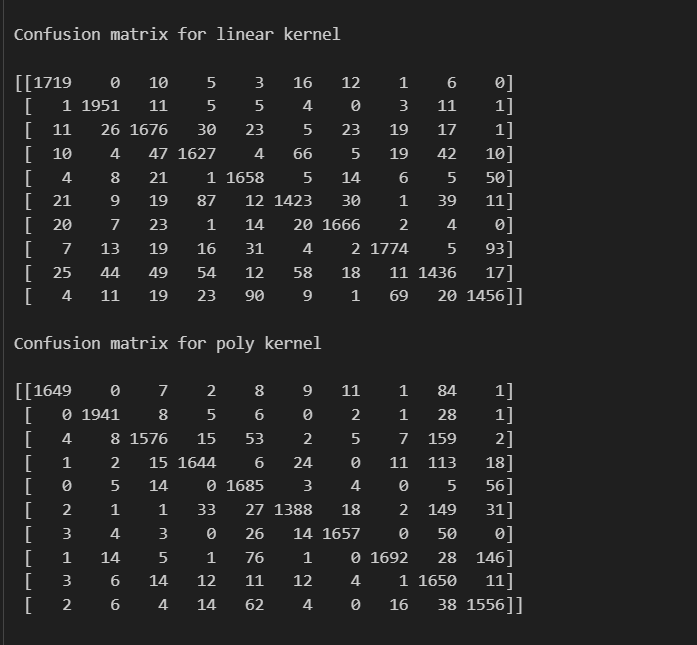 Confusion matrix for linear kernel
[[1719    0   10    5    3   16   12    1    6    0]
 [   1 1951   11    5    5    4    0    3   11    1]
 [  11   26 1676   30   23    5   23   19   17    1]
 [  10    4   47 1627    4   66    5   19   42   10]
 [   4    8   21    1 1658    5   14    6    5   50]
 [  21    9   19   87   12 1423   30    1   39   11]
 [  20    7   23    1   14   20 1666    2    4    0]
 [   7   13   19   16   31    4    2 1774    5   93]
 [  25   44   49   54   12   58   18   11 1436   17]
 [   4   11   19   23   90    9    1   69   20 1456]]
Confusion matrix for poly kernel
[[1649    0    7    2    8    9   11    1   84    1]
 [   0 1941    8    5    6    0    2    1   28    1]
 [   4    8 1576   15   53    2    5    7  159    2]
 [   1    2   15 1644    6   24    0   11  113   18]
 [   0    5   14    0 1685    3    4    0    5   56]
 [   2    1    1   33   27 1388   18    2  149   31]
 [   3    4    3    0   26   14 1657    0   50    0]
 [   1   14    5    1   76    1    0 1692   28  146]
 [   3    6   14   12   11   12    4    1 1650   11]
 [   2    6    4   14   62    4    0   16   38 1556]]